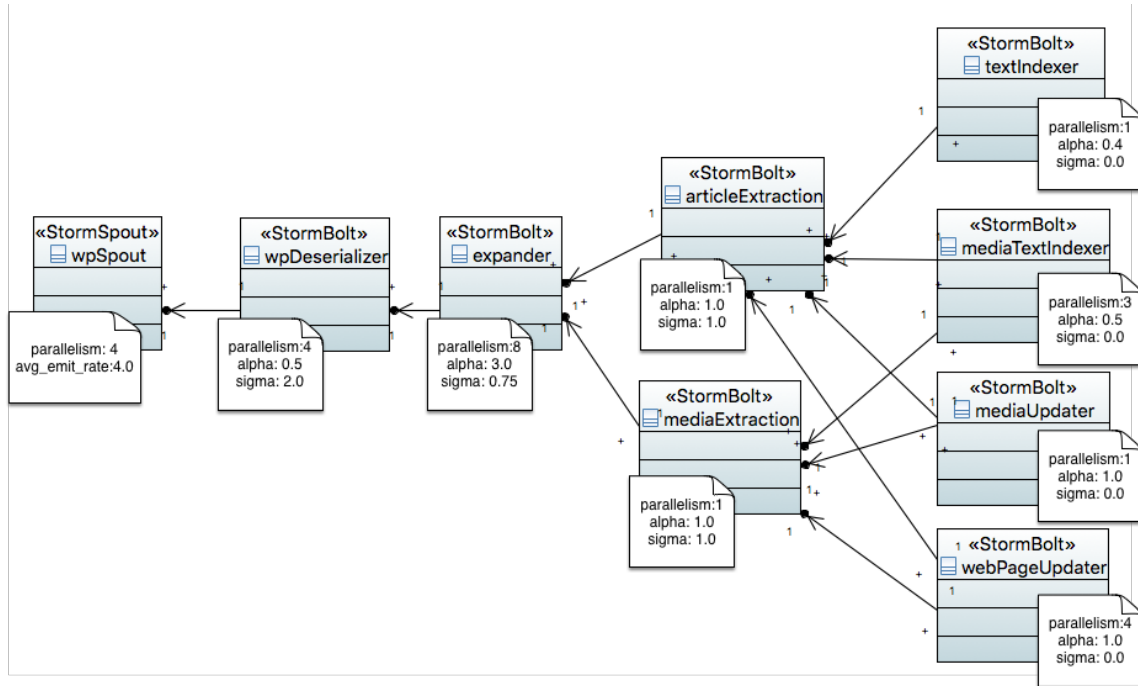 «StormSpout»
wpSpout
parallelism: 4
avg_emit_rate:4.0
«StormBolt»
wpDeserializer
parallelism:4
alpha: 0.5
sigma: 2.0
«StormBolt»
expander
parallelism:8
alpha: 3.0
sigma: 0.75
«StormBolt»
articleExtraction
parallelism:1
alpha: 1.0
sigma: 1.0
«StormBolt»
mediaExtraction
parallelism:1
alpha: 1.0
sigma: 1.0
«StormBolt»
textIndexer
parallelism:1
alpha: 0.4
sigma: 0.0
«StormBolt»
mediaTextIndexer
parallelism:3
alpha: 0.5
sigma: 0.0
«StormBolt»
mediaUpdater
parallelism:1
alpha: 1.0
sigma: 0.0
«StormBolt»
webPageUpdater
parallelism:4
alpha: 1.0
sigma: 0.0